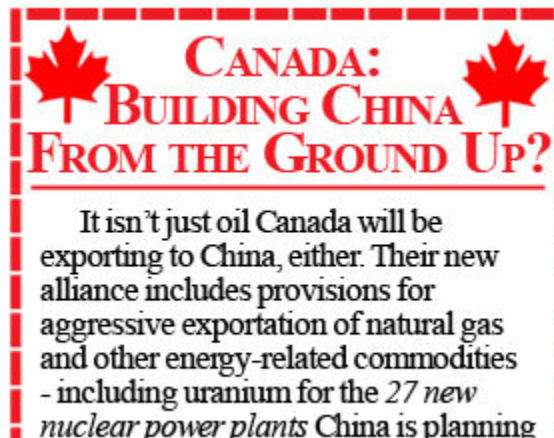 CANADA:
BUILDING CHINA
FROM THE GROUND UP?
It isn't just oil Canada will be
exporting to China, either. Their new
alliance includes provisions for
aggressive exportation of natural gas
and other energy-related commodities
- including uranium for the 27 new
nuclear power plants China is planning